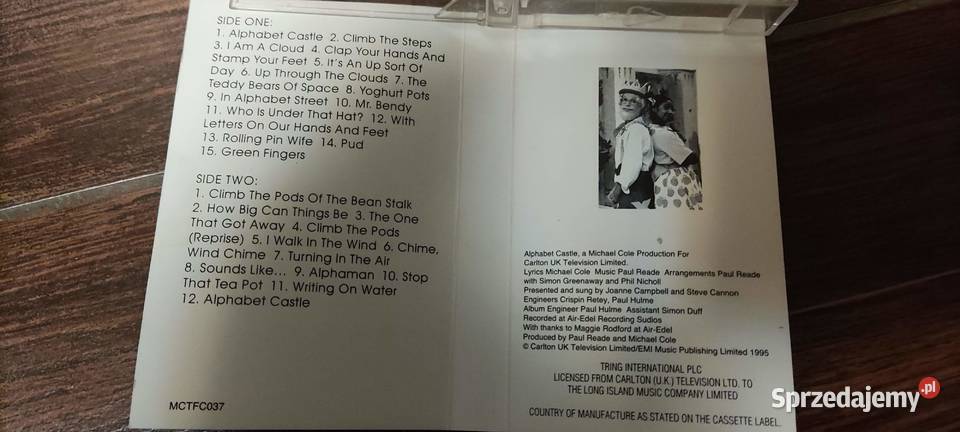 SIDE ONE:
1. Alphabet Castle 2. Climb The Steps
3. I Am A Cloud 4. Clap Your Hands And
Stamp Your Feet 5. It's An Up Sort Of
Day 6. Up Through The Clouds 7. The
Teddy Bears Of Space 8. Yoghurt Pots
9. In Alphabet Street 10. Mr. Bendy
11. Who Is Under That Hat? 12. With
Letters On Our Hands And Feet
13. Rolling Pin Wife 14. Pud
15. Green Fingers
SIDE TWO:
1. Climb The Pods Of The Bean Stalk
2. How Big Can Things Be 3. The One
That Got Away 4. Climb The Pods
(Reprise) 5. I Walk In The Wind 6. Chime,
Wind Chime 7. Turning In The Air
8. Sounds Like... 9. Alphaman 10. Stop
That Tea Pot 11. Writing On Water
12. Alphabet Castle
MCTFC037
Alphabet Castle, a Michael Cole Production For
Carlton UK Television Limited.
Lyrics Michael Cole Music Paul Reade Arrangements Paul Reade
with Simon Greenaway and Phil Nicholl
Presented and sung by Joanne Campbell and Steve Cannon
Engineers Crispin Retey, Paul Hulme
Album Engineer Paul Hulme Assistant Simon Duff
Recorded at Air-Edel Recording Sudios
With thanks to Maggie Rodford at Air-Edel
Produced by Paul Reade and Michael Cole
© Carlton UK Television Limited/EMI Music Publishing Limited 1995
TRING INTERNATIONAL PLC
LICENSED FROM CARLTON (U.K.) TELEVISION LTD. TO
THE LONG ISLAND MUSIC COMPANY LIMITED
COUNTRY OF MANUFACTURE AS STATED ON THE CASSETTE LABEL.
Sprzedajemy.pl